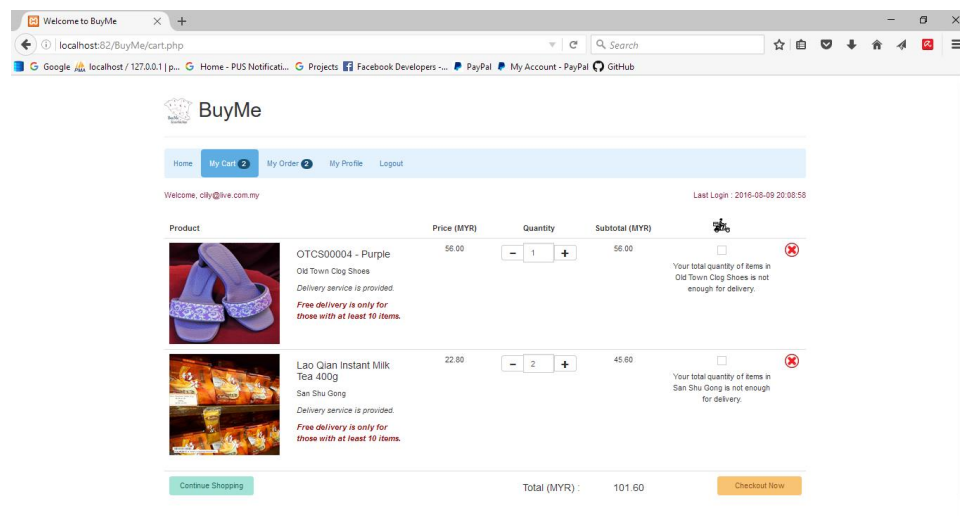 Welcome to BuyMe
localhost:82/BuyMe/cart.php
Search
Google
localhost / 127.0.0.1 | p...
Home - PUS Notificati...
Projects
Facebook Developers -...
PayPal
My Account - PayPal
GitHub
BuyMe
Home My Cart 2 My Order 2 My Profile Logout
Welcome, clily@live.com.my
Last Login : 2016-08-09 20:08:58
Product Price (MYR) Quantity Subtotal (MYR)
OTCS00004 - Purple 56.00 - 1 + 56.00
Old Town Clog Shoes
Delivery service is provided.
Free delivery is only for
those with at least 10 items.
Your total quantity of items in
Old Town Clog Shoes is not
enough for delivery.
Lao Qian Instant Milk
Tea 400g
22.80 - 2 + 45.60
San Shu Gong
Delivery service is provided.
Free delivery is only for
those with at least 10 items.
Your total quantity of items in
San Shu Gong is not enough
for delivery.
Continue Shopping
Total (MYR) : 101.60
Checkout Now